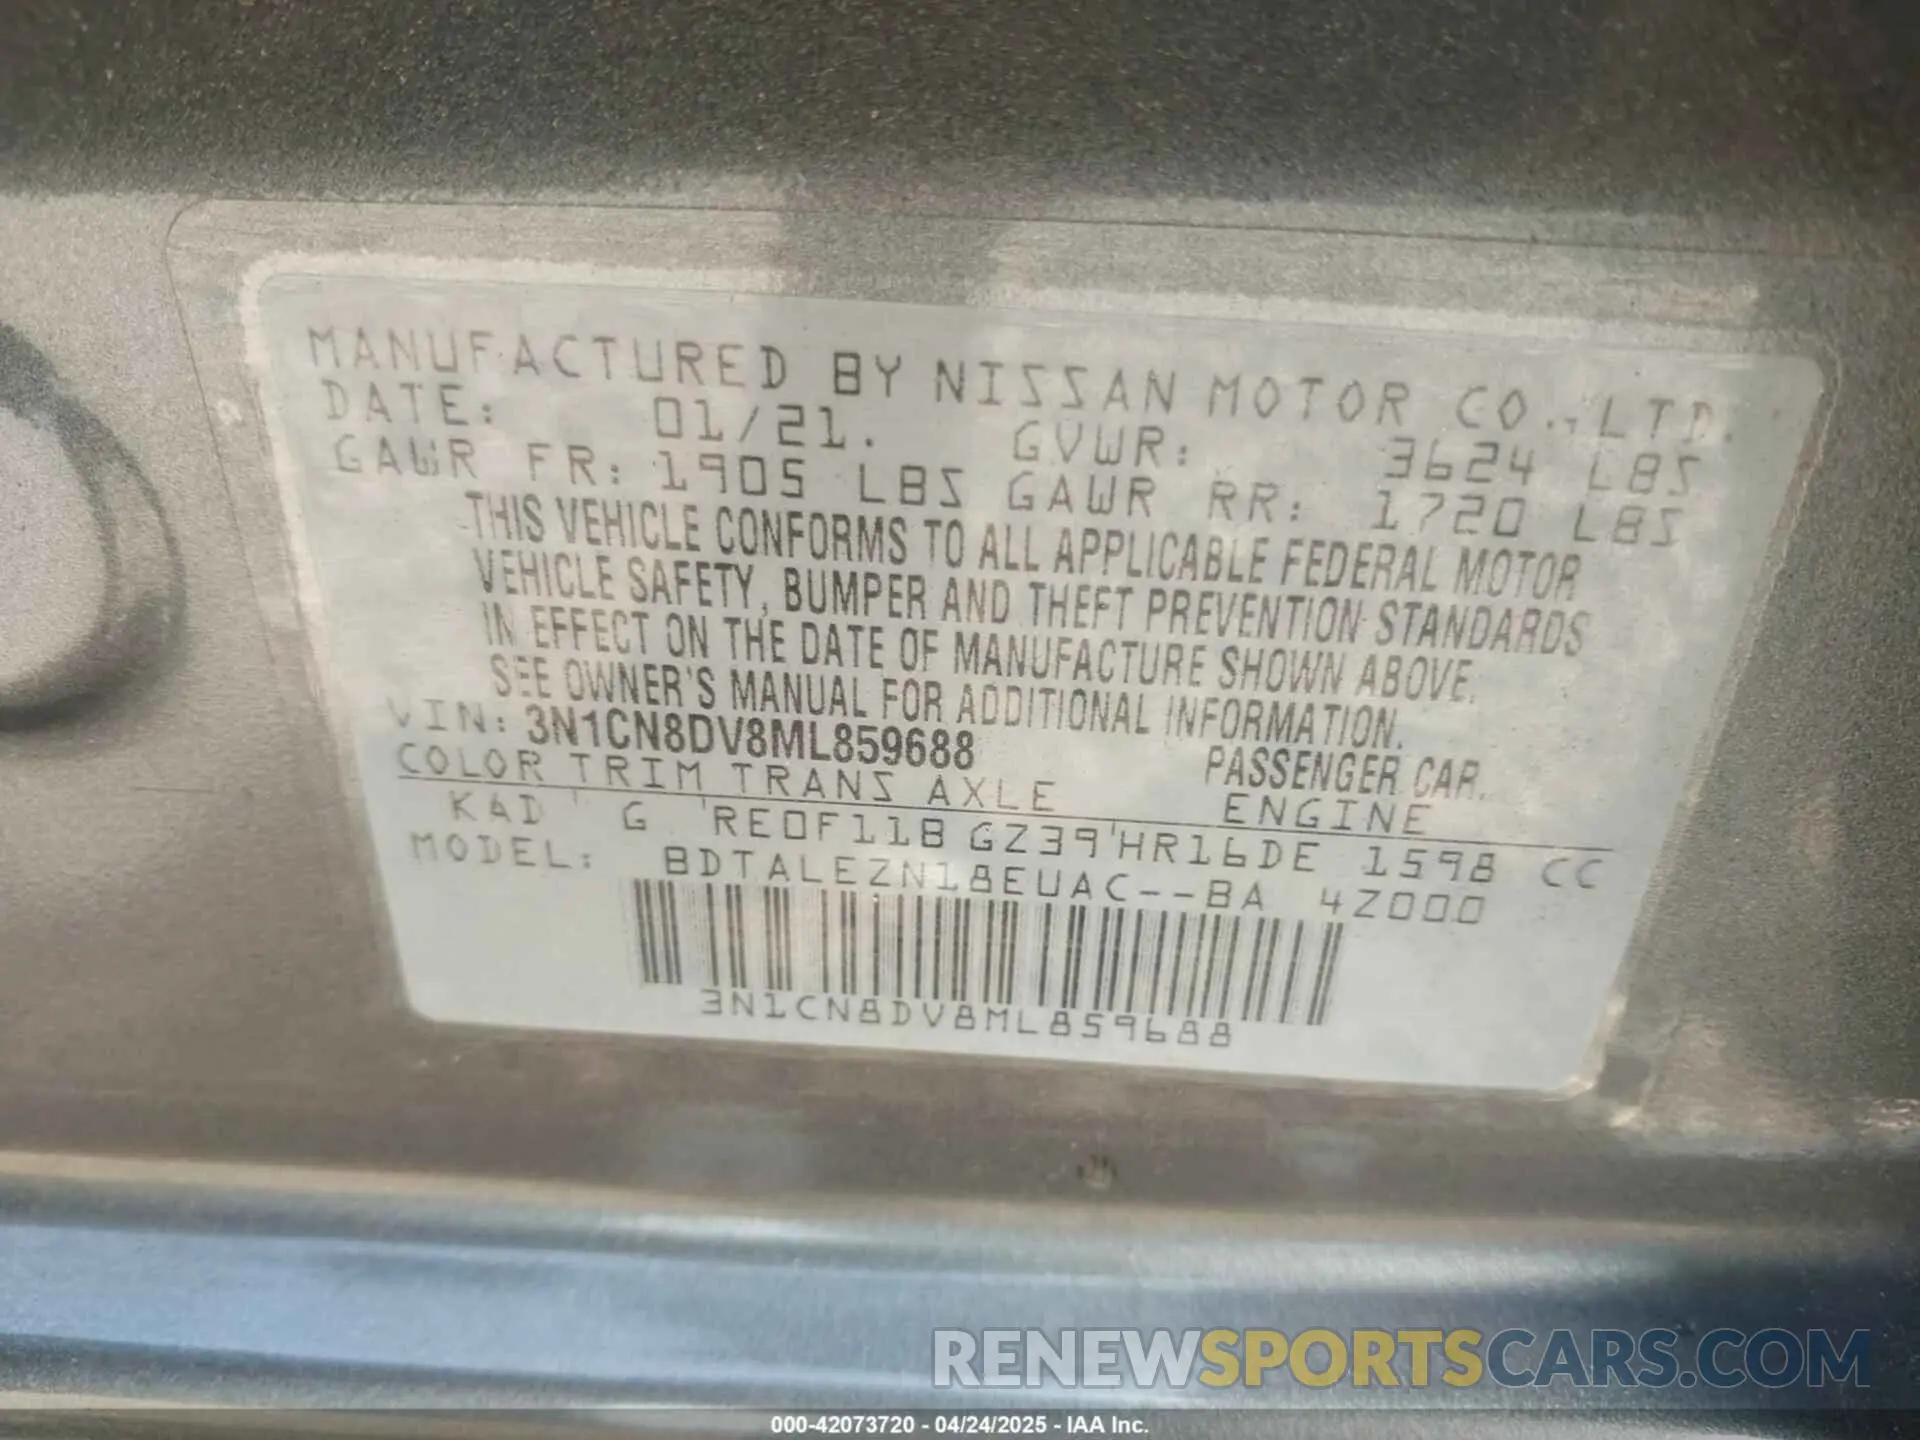 MANUFACTURED BY NISSAN MOTOR CO., LTD.
DATE: 01/21. GVWR: 3624 LBS
GAWR FR: 1905 LBS GAWR RR: 1720 LBS
THIS VEHICLE CONFORMS TO ALL APPLICABLE FEDERAL MOTOR
VEHICLE SAFETY, BUMPER AND THEFT PREVENTION STANDARDS
IN EFFECT ON THE DATE OF MANUFACTURE SHOWN ABOVE.
SEE OWNER'S MANUAL FOR ADDITIONAL INFORMATION.
VIN: 3N1CN8DV8ML859688 PASSENGER CAR.
COLOR TRIM TRANS AXLE ENGINE
KAD G RE0F11B GZ39 HR16DE 1598 CC
MODEL: BDTALEZN18EUAC--BA 4Z000
3N1CN8DV8ML859688
RENEWSPORTSCARS.COM
000-42073720 - 04/24/2025 - IAA Inc.